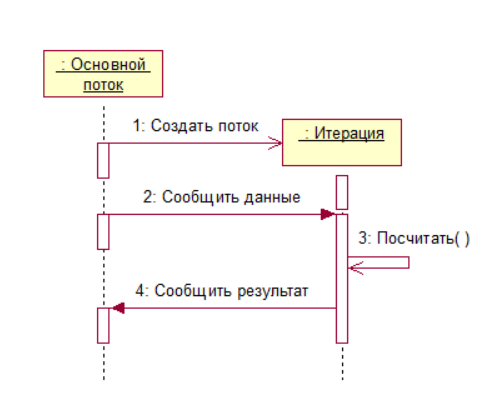 : Основной
поток
1: Создать поток
: Итерация
2: Сообщить данные
3: Посчитать( )
4: Сообщить результат